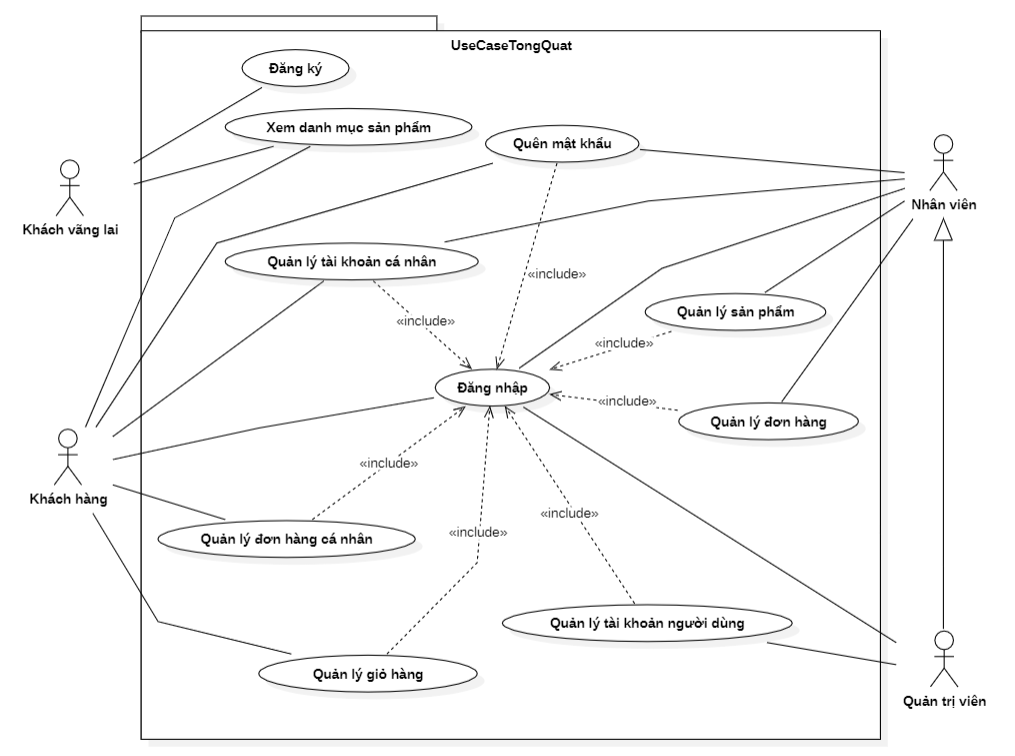 UseCaseTongQuat
Đăng ký
Xem danh mục sản phẩm
Quên mật khẩu
Nhân viên
Khách vãng lai
Quản lý tài khoản cá nhân
«include»
«include»
Quản lý sản phẩm
«include»
Đăng nhập
«include»
Quản lý đơn hàng
«include»
Khách hàng
«include»
«include»
Quản lý đơn hàng cá nhân
Quản lý tài khoản người dùng
Quản lý giỏ hàng
Quản trị viên